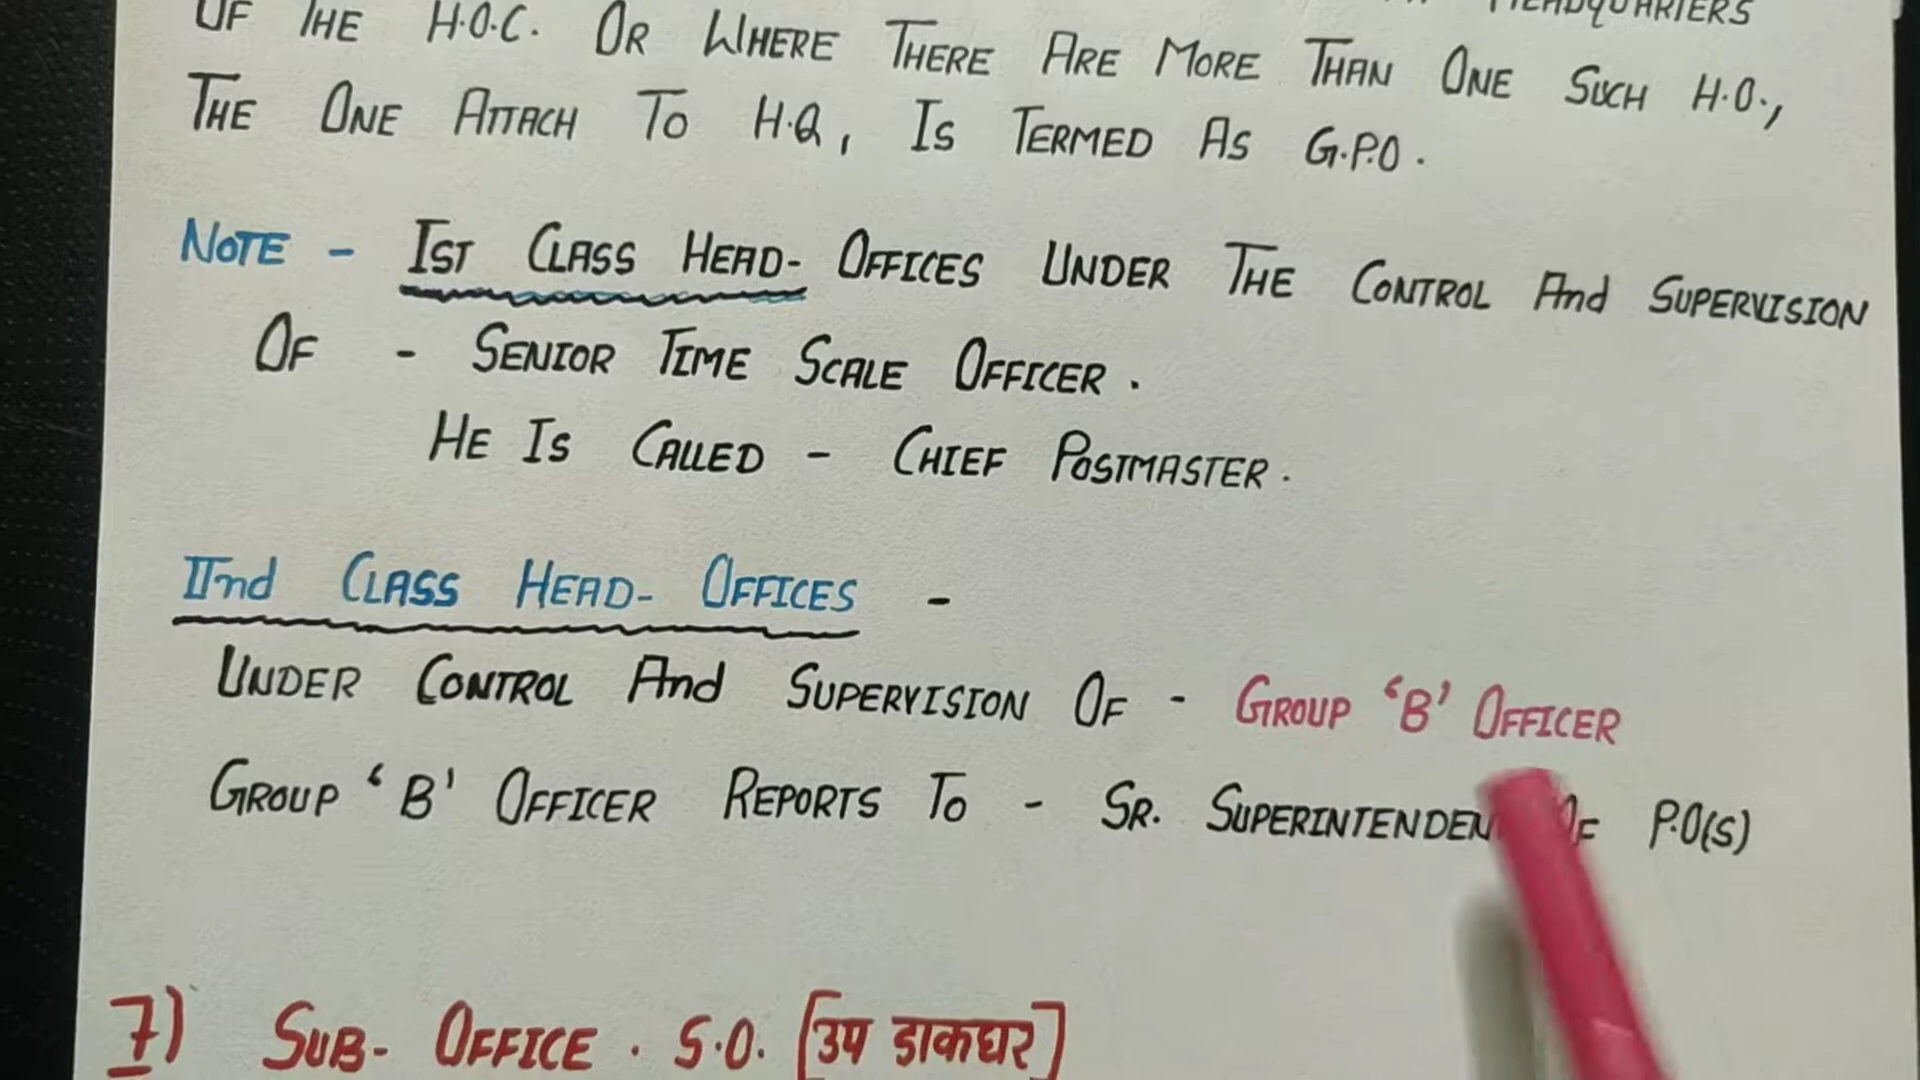 OF THE H.O.C. OR WHERE THERE ARE MORE THAN ONE SUCH H.O.,
HEADQUARTERS
THE ONE ATTACH TO H.Q, IS TERMED AS G.P.O.
NOTE - IST CLASS HEAD- OFFICES UNDER THE CONTROL And SUPERVISION
OF - SENIOR TIME SCALE OFFICER.
HE IS CALLED - CHIEF POSTMASTER.
IInd CLASS HEAD- OFFICES -
UNDER CONTROL And SUPERVISION OF - GROUP 'B' OFFICER
GROUP 'B' OFFICER REPORTS TO - SR. SUPERINTENDEN OF P.O(S)
7) SUB- OFFICE. S.O. [उप डाकघर]